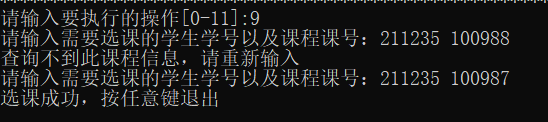 请输入要执行的操作[0-11]:9
请输入需要选课的学生学号以及课程课号：211235 100988
查询不到此课程信息，请重新输入
请输入需要选课的学生学号以及课程课号：211235 100987
选课成功，按任意键退出